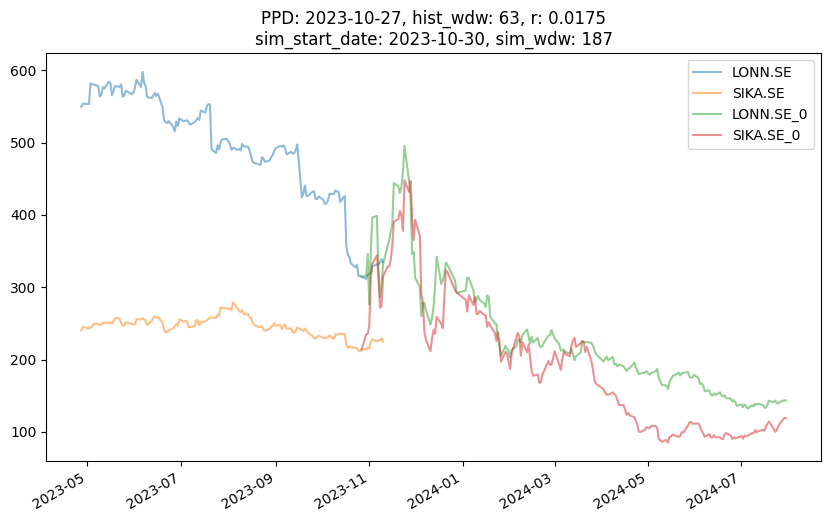 PPD: 2023-10-27, hist_wdw: 63, r: 0.0175
sim_start_date: 2023-10-30, sim_wdw: 187
LONN.SE
SIKA.SE
LONN.SE_0
SIKA.SE_0
600
500
400
300
200
100
2023-05
2023-07
2023-09
2023-11
2024-01
2024-03
2024-05
2024-07